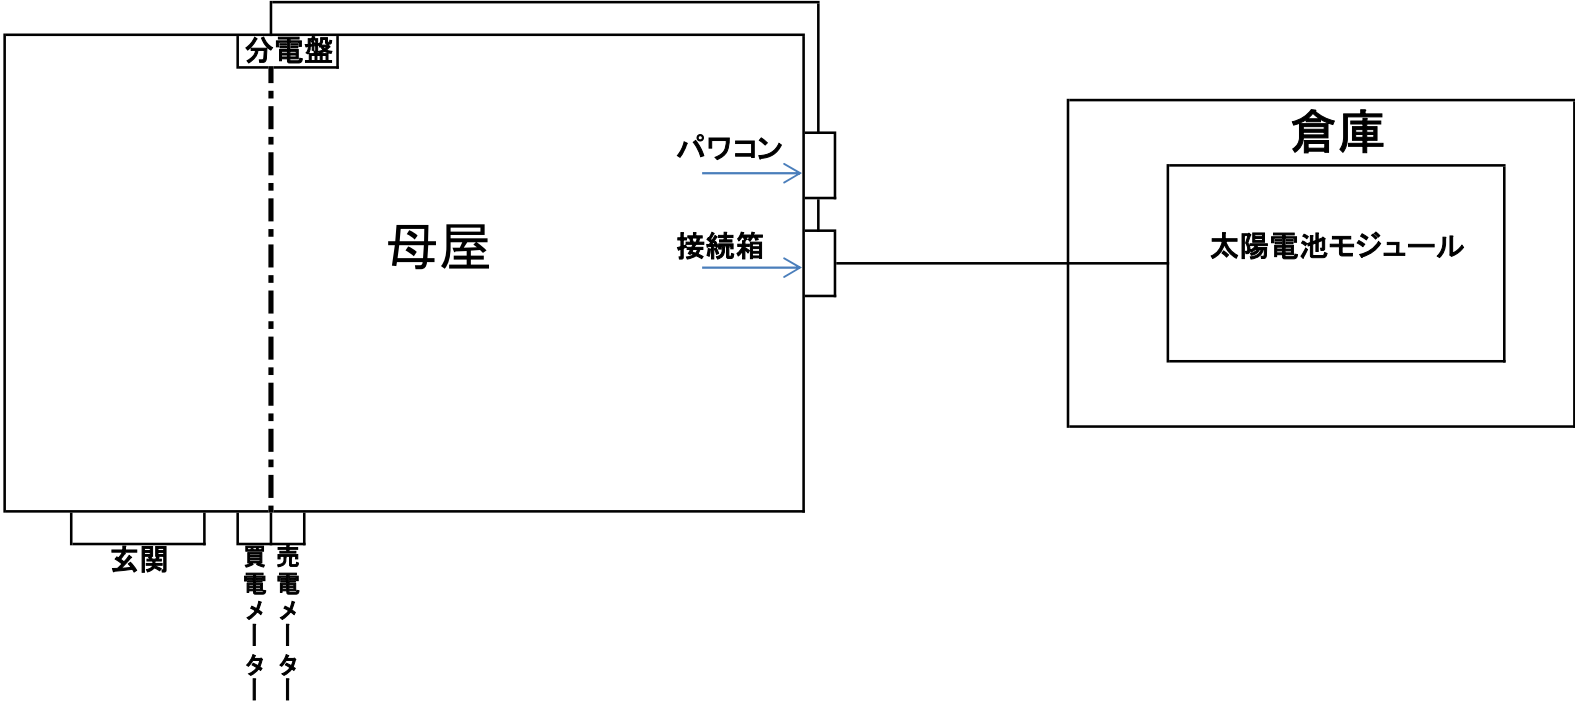 分電盤
倉庫
パワコン
母屋
接続箱
太陽電池モジュール
玄関
買電メーター
売電メーター